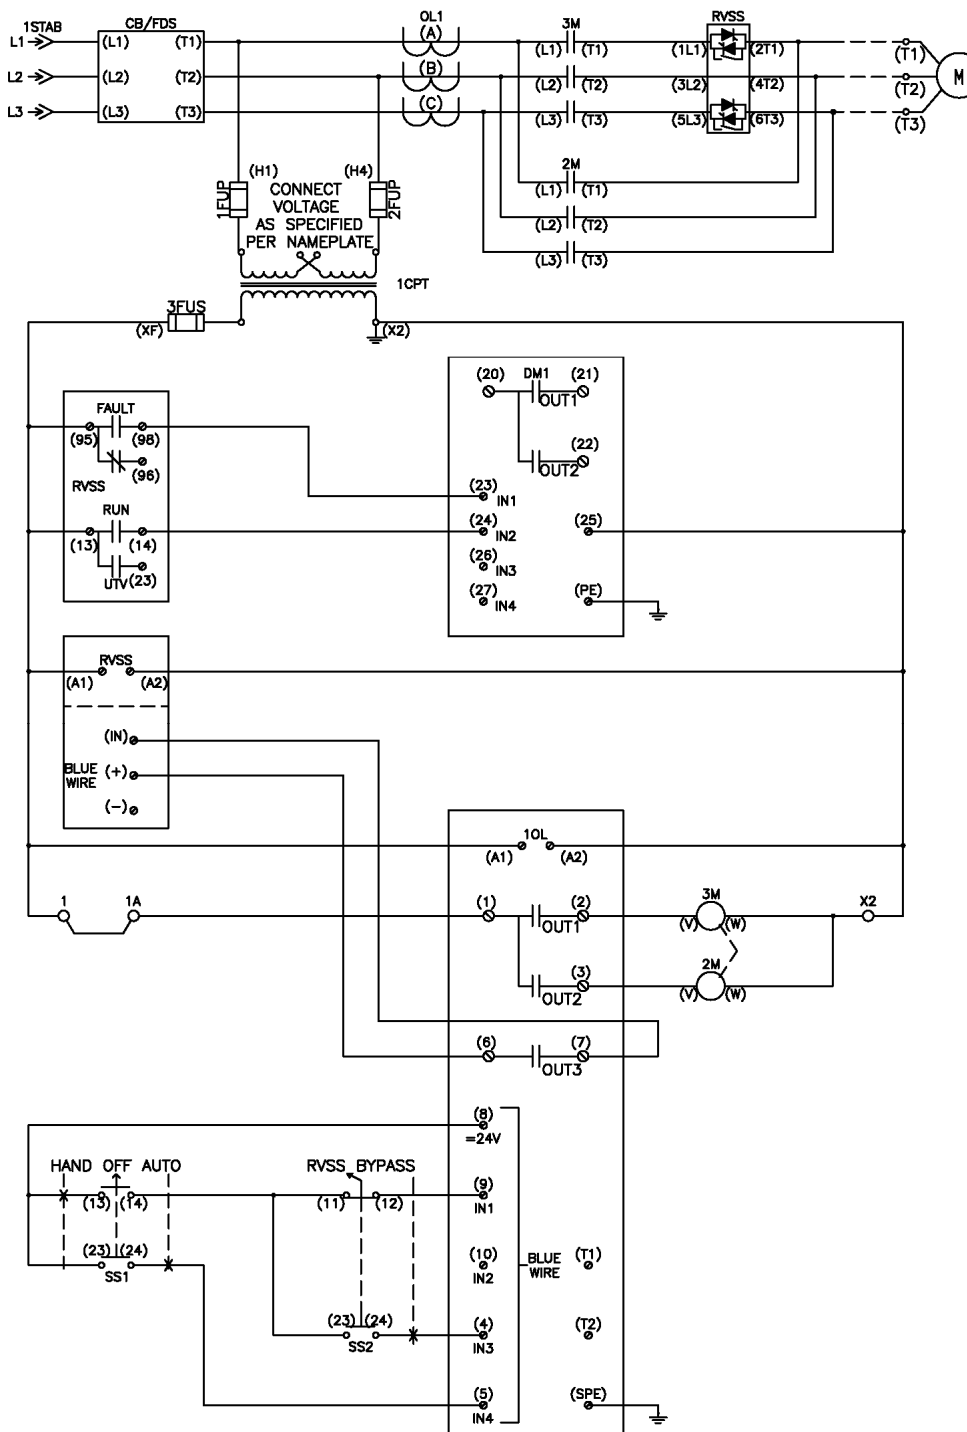 1STAB CB/FDS OL1 3M RVSS
L1 (L1) (T1) (A) (L1) (T1) (1L1) (2T1) (T1)
L2 (L2) (T2) (B) (L2) (T2) (3L2) (4T2) (T2) M
L3 (L3) (T3) (C) (L3) (T3) (5L3) (6T3) (T3)
2M
(L1) (T1)
(L2) (T2)
(L3) (T3)
(H1) (H4)
1FUP 2FUP
CONNECT
VOLTAGE
AS SPECIFIED
PER NAMEPLATE
1CPT
3FUS
(XF) (X2)
FAULT
(95) (98)
(96)
RVSS
RUN
(13) (14)
UTV (23)
(20) DM1 (21)
OUT1
(22)
OUT2
(23)
IN1
(24) (25)
IN2
(26)
IN3
(27) (PE)
IN4
RVSS
(A1) (A2)
(IN)
BLUE (+)
WIRE
(-)
1OL
(A1) (A2)
1 1A (1) (2) 3M X2
OUT1 (V) (W)
(3) 2M
OUT2 (V) (W)
(6) (7)
OUT3
(8)
=24V
HAND OFF AUTO RVSS BYPASS
(13) (14) (11) (12) (9)
IN1
(23) (24) (10) BLUE (T1)
SS1 IN2 WIRE
(23) (24) (4) (T2)
SS2 IN3
(5) (SPE)
IN4